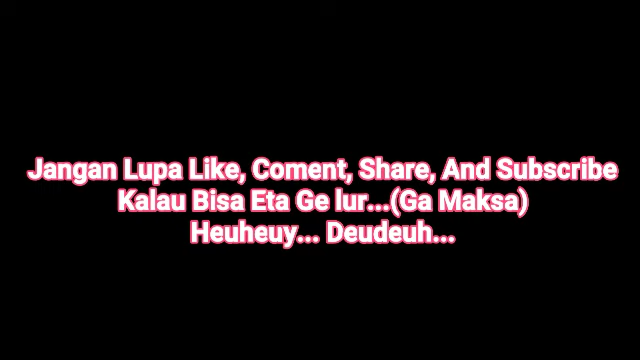 Jangan Lupa Like, Coment, Share, And Subscribe
Kalau Bisa Eta Ge lur...(Ga Maksa)
Heuheuy... Deudeuh...